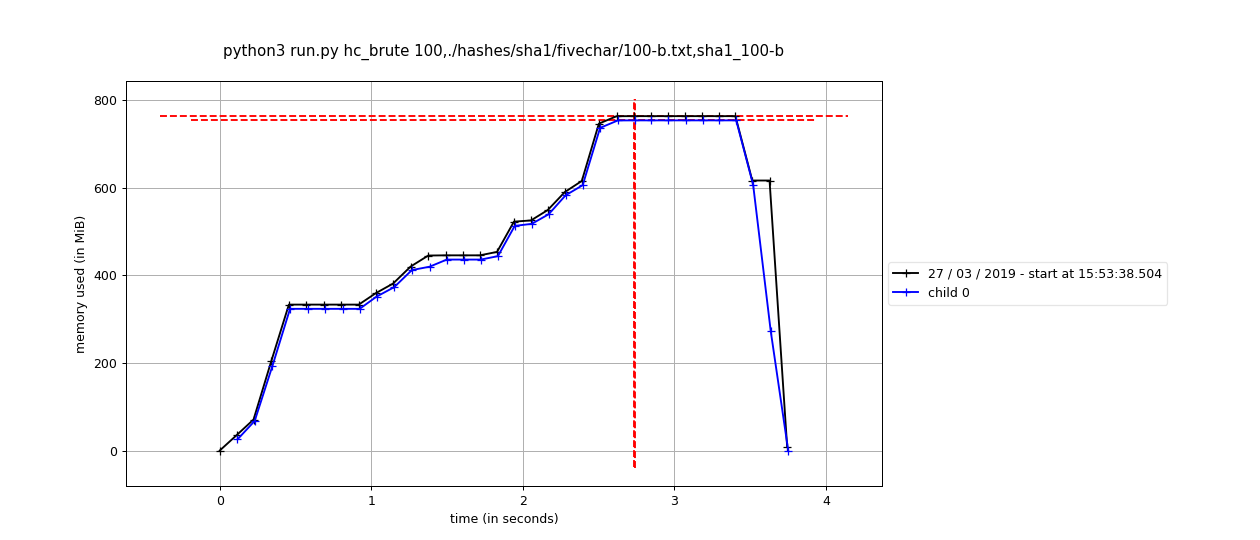 python3 run.py hc_brute 100,./hashes/sha1/fivechar/100-b.txt,sha1_100-b
800
600
400
200
0
memory used (in MiB)
0 1 2 3 4
time (in seconds)
27 / 03 / 2019 - start at 15:53:38.504
child 0